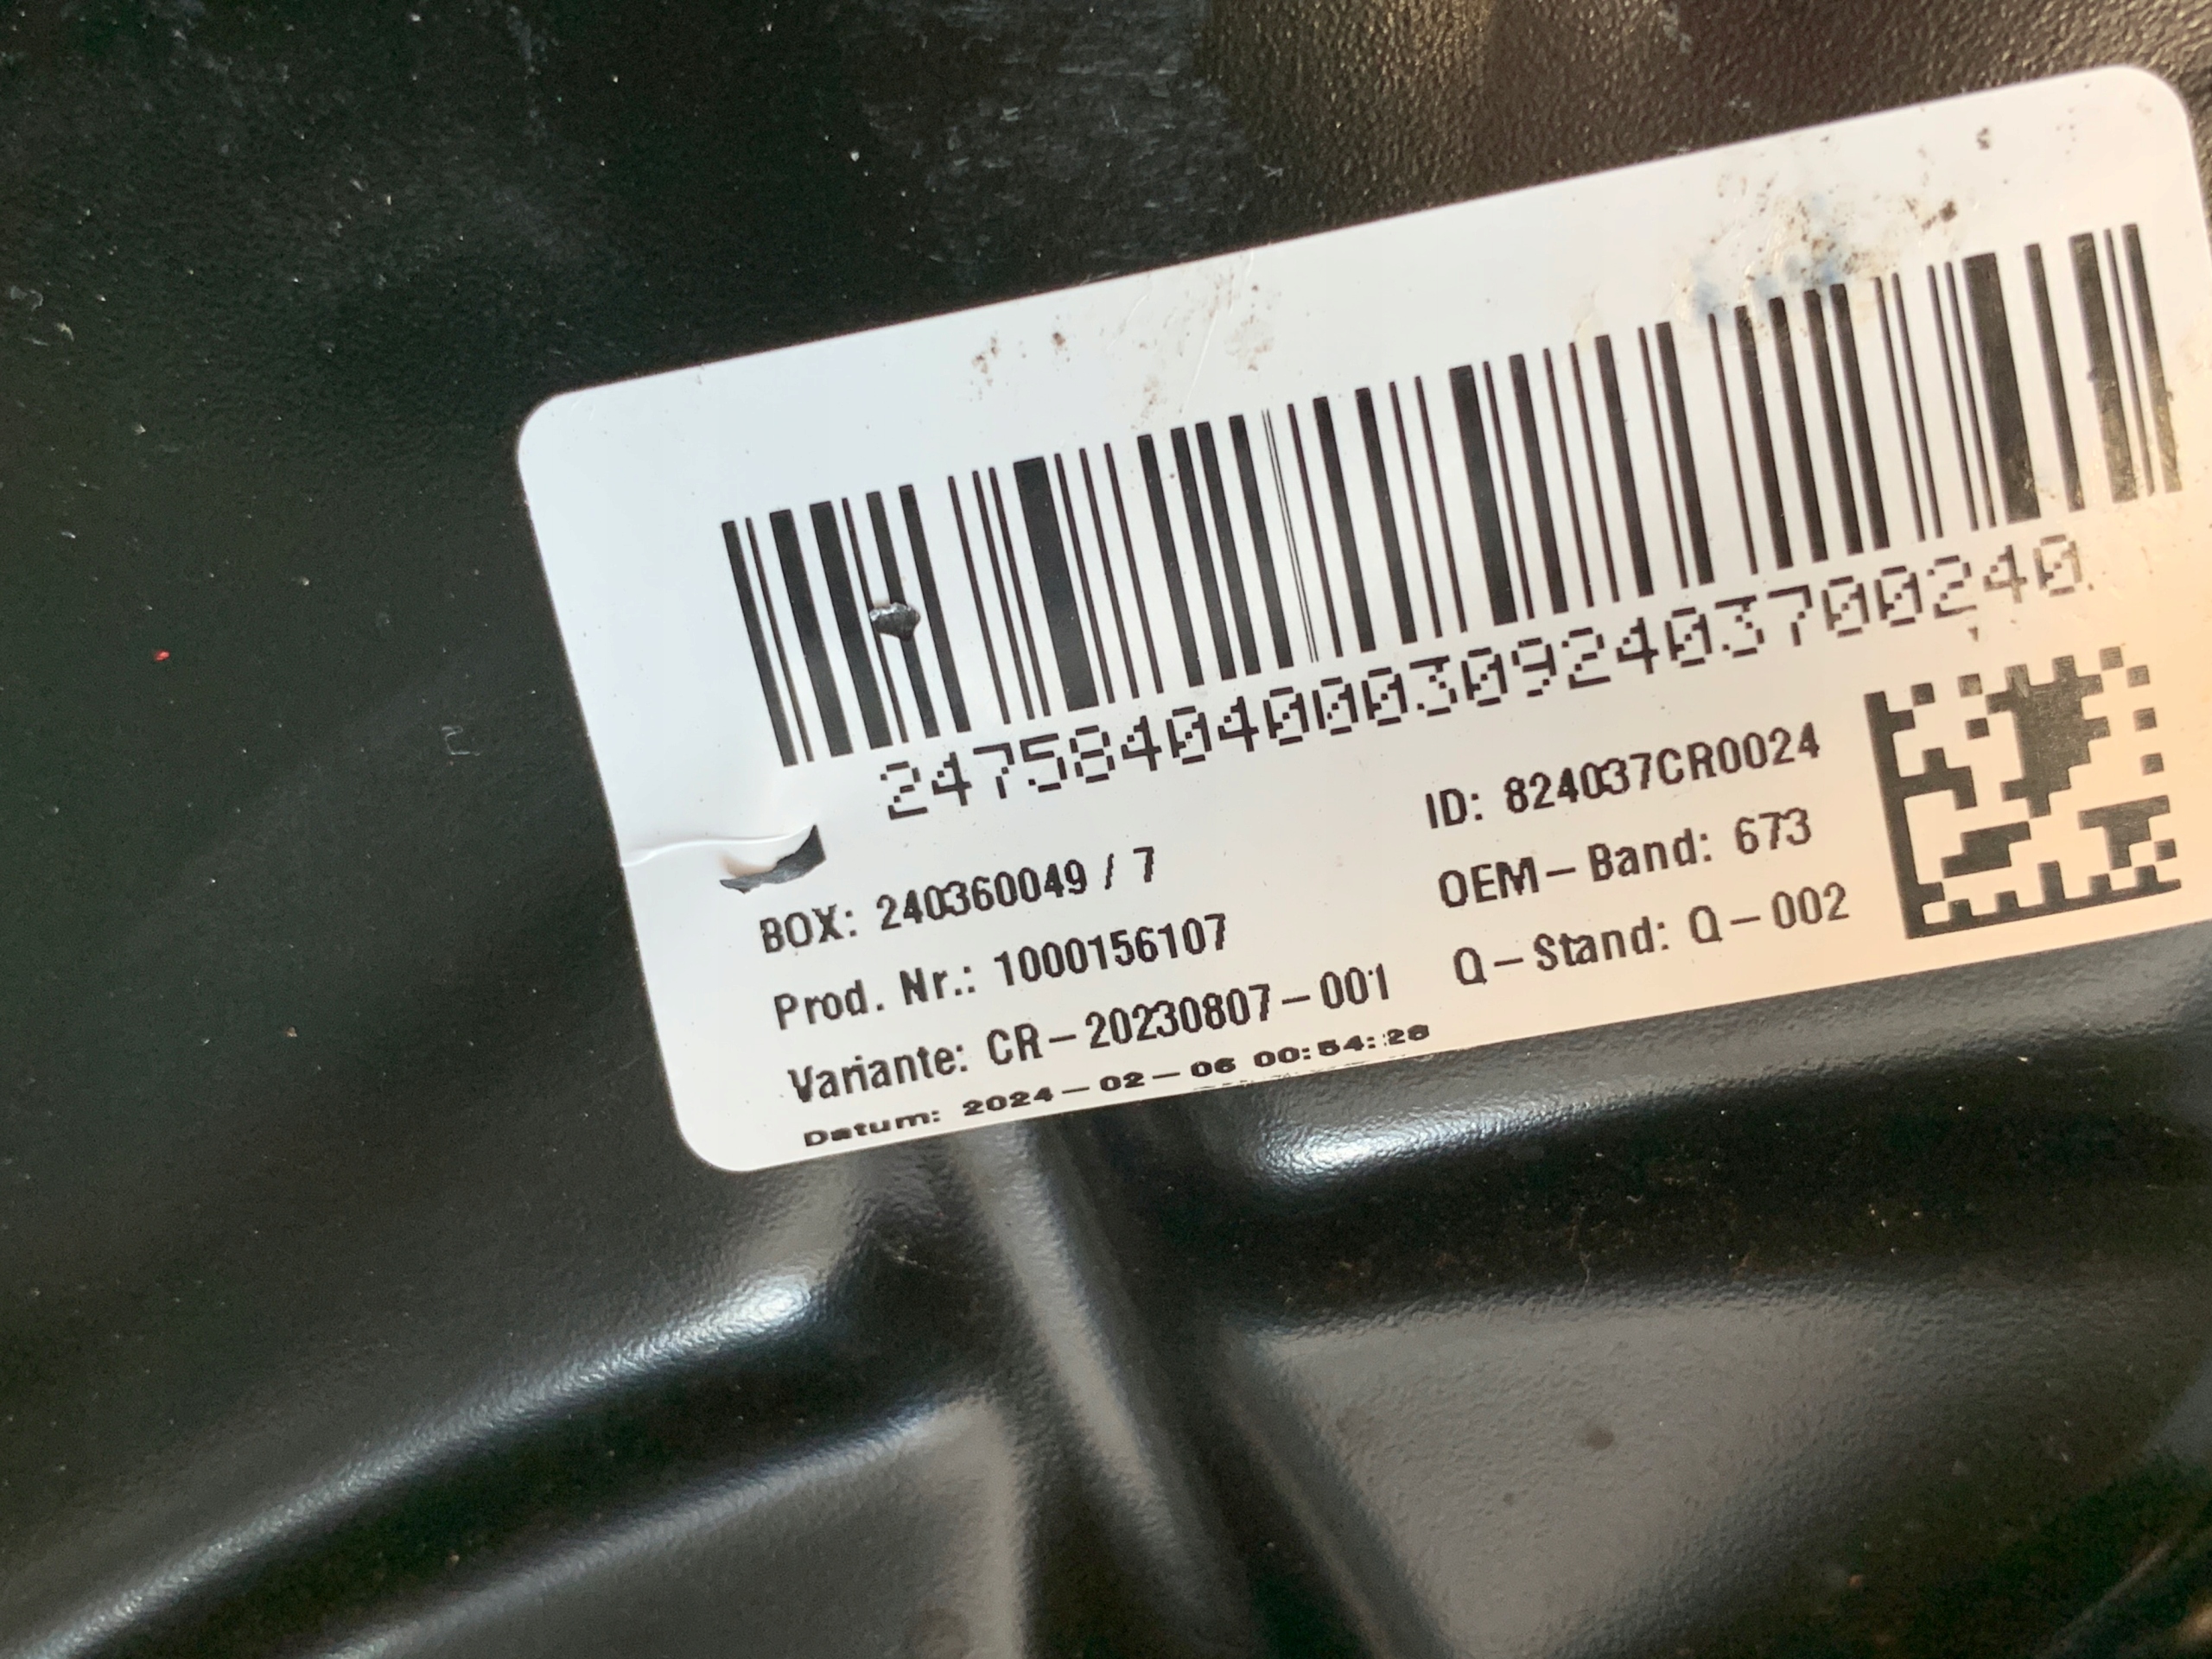 247584040003092403700240
BOX: 240360049 / 7
ID: 824037CR0024
Prod. Nr.: 1000156107
OEM-Band: 673
Variante: CR-20230807-001
Q-Stand: Q-002
Datum: 2024-02-06 00:54:28